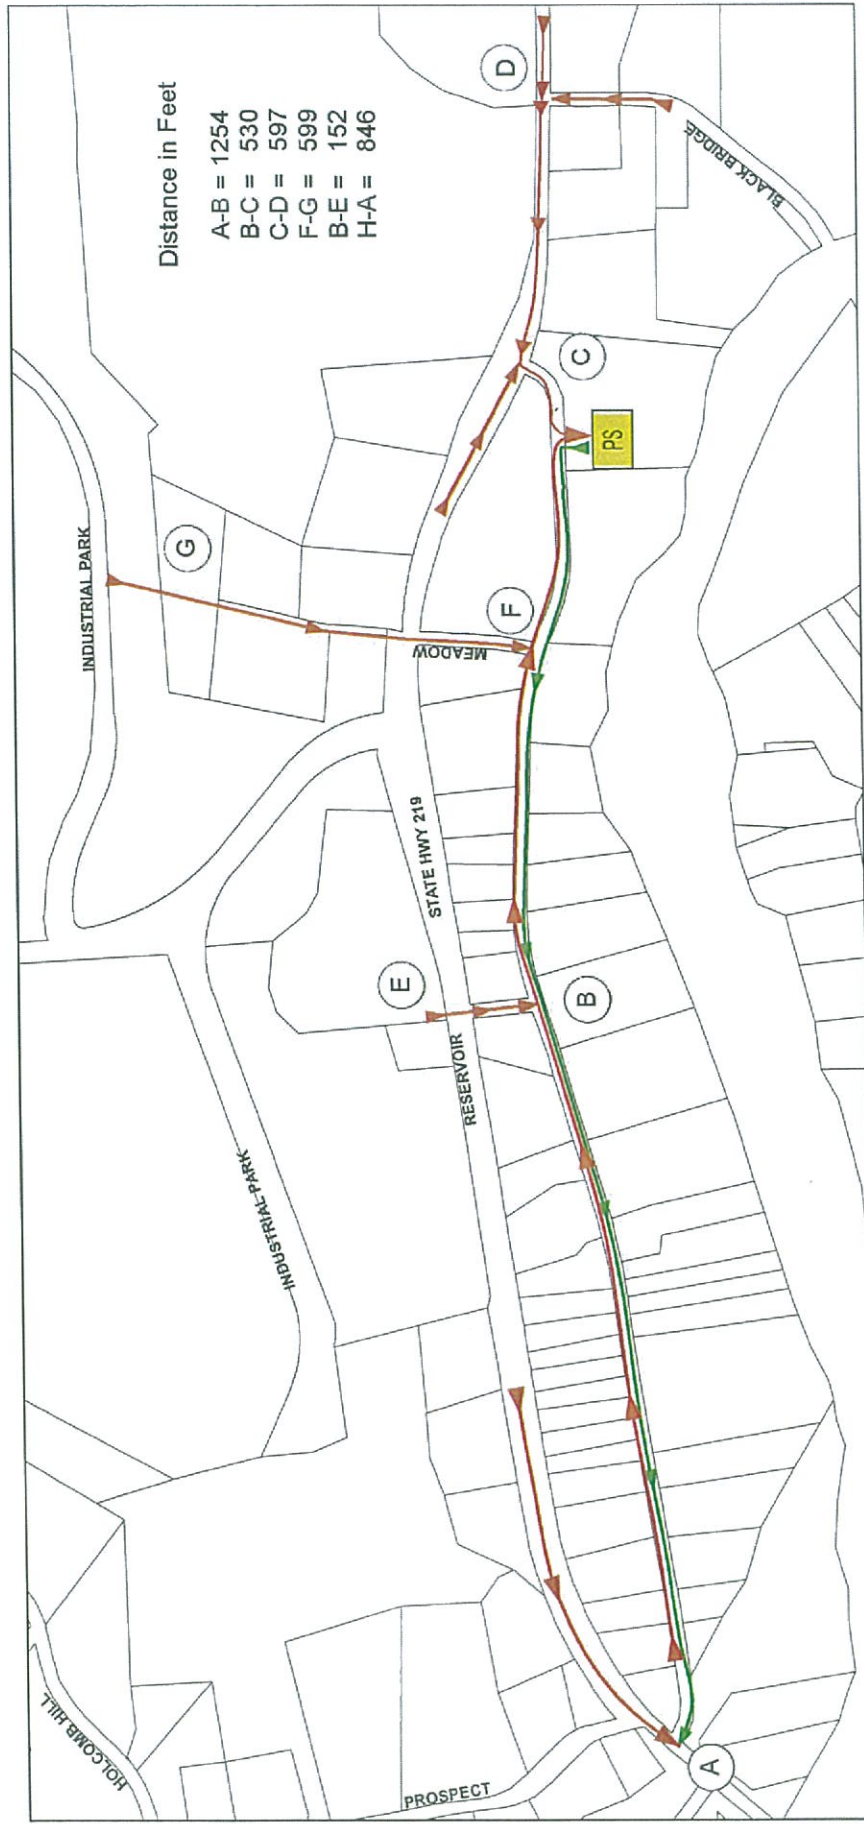 Distance in Feet
A-B = 1254
B-C = 530
C-D = 597
F-G = 599
B-E = 152
H-A = 846
HOLCOMB HILL
PROSPECT
A
INDUSTRIAL PARK
RESERVOIR
E
B
STATE HWY 219
INDUSTRIAL PARK
G
MEADOW
F
PS
C
D
BLACK BRIDGE